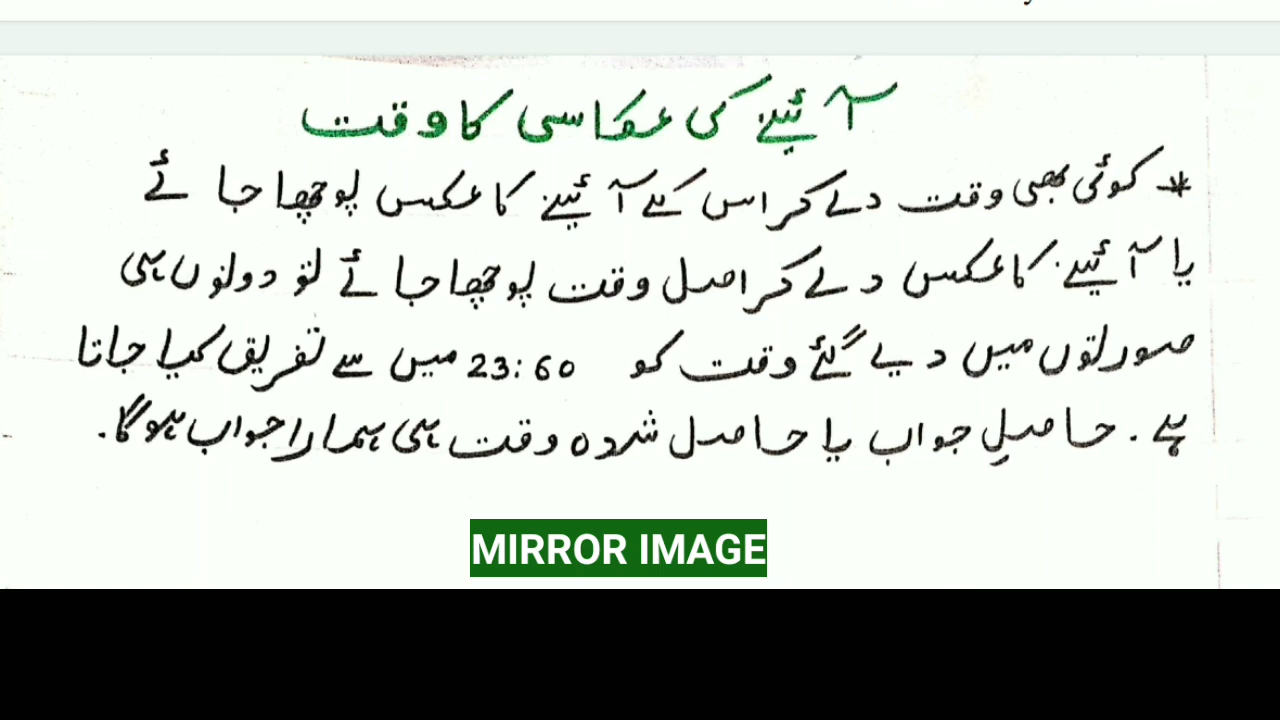 آئینے کی عکاسی کا وقت
* کوئی بھی وقت دے کر اس کے آئینے کا عکس پوچھا جائے
یا آئینے کا عکس دے کر اصل وقت پوچھا جائے تو دونوں ہی
صورتوں میں دیے گئے وقت کو 23:60 میں سے تفریق کیا جاتا
ہے . حاصلِ جواب یا حاصل شدہ وقت ہی ہمارا جواب ہوگا.
MIRROR IMAGE